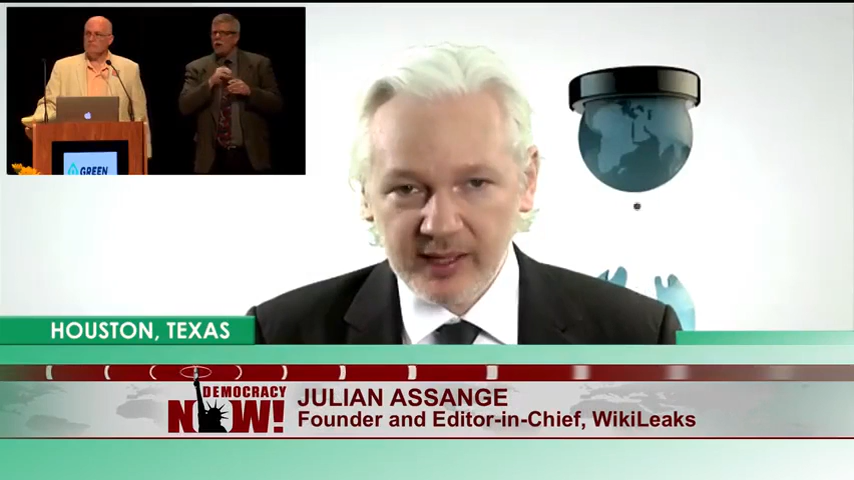 GREEN
HOUSTON, TEXAS
DEMOCRACY
NOW!
JULIAN ASSANGE
Founder and Editor-in-Chief, WikiLeaks